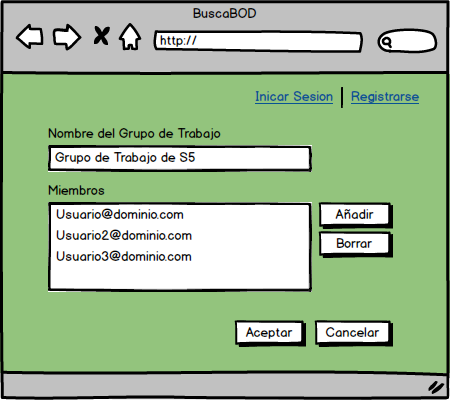 BuscaBOD
http://
Inicar Sesion
Registrarse
Nombre del Grupo de Trabajo
Grupo de Trabajo de S5
Miembros
Usuario@dominio.com
Añadir
Usuario2@dominio.com
Borrar
Usuario3@dominio.com
Aceptar
Cancelar